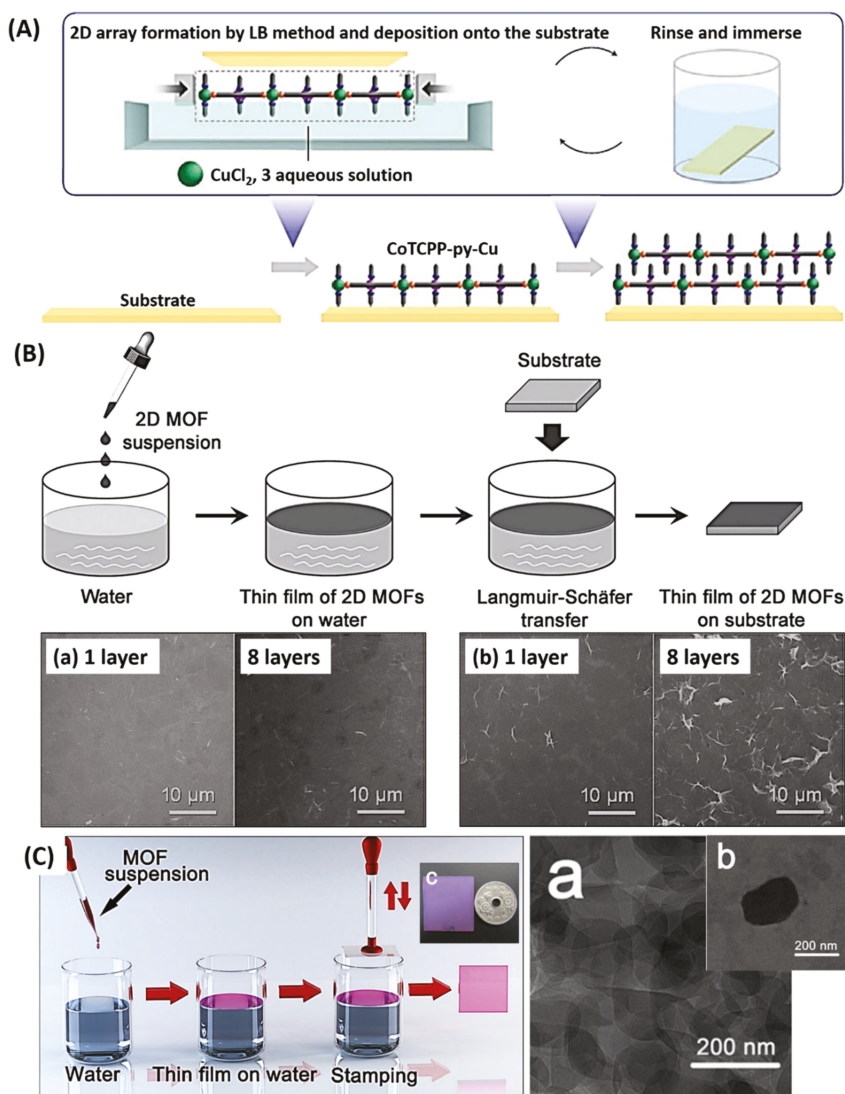 (A)
2D array formation by LB method and deposition onto the substrate
Rinse and immerse
CuCl₂, 3 aqueous solution
CoTCPP-py-Cu
Substrate
(B)
Substrate
2D MOF
suspension
Water
Thin film of 2D MOFs
on water
Langmuir-Schäfer
transfer
Thin film of 2D MOFs
on substrate
(a) 1 layer
8 layers
(b) 1 layer
8 layers
10 µm
10 µm
10 µm
10 µm
(C)
MOF
suspension
c
Water
Thin film on water
Stamping
a
b
200 nm
200 nm